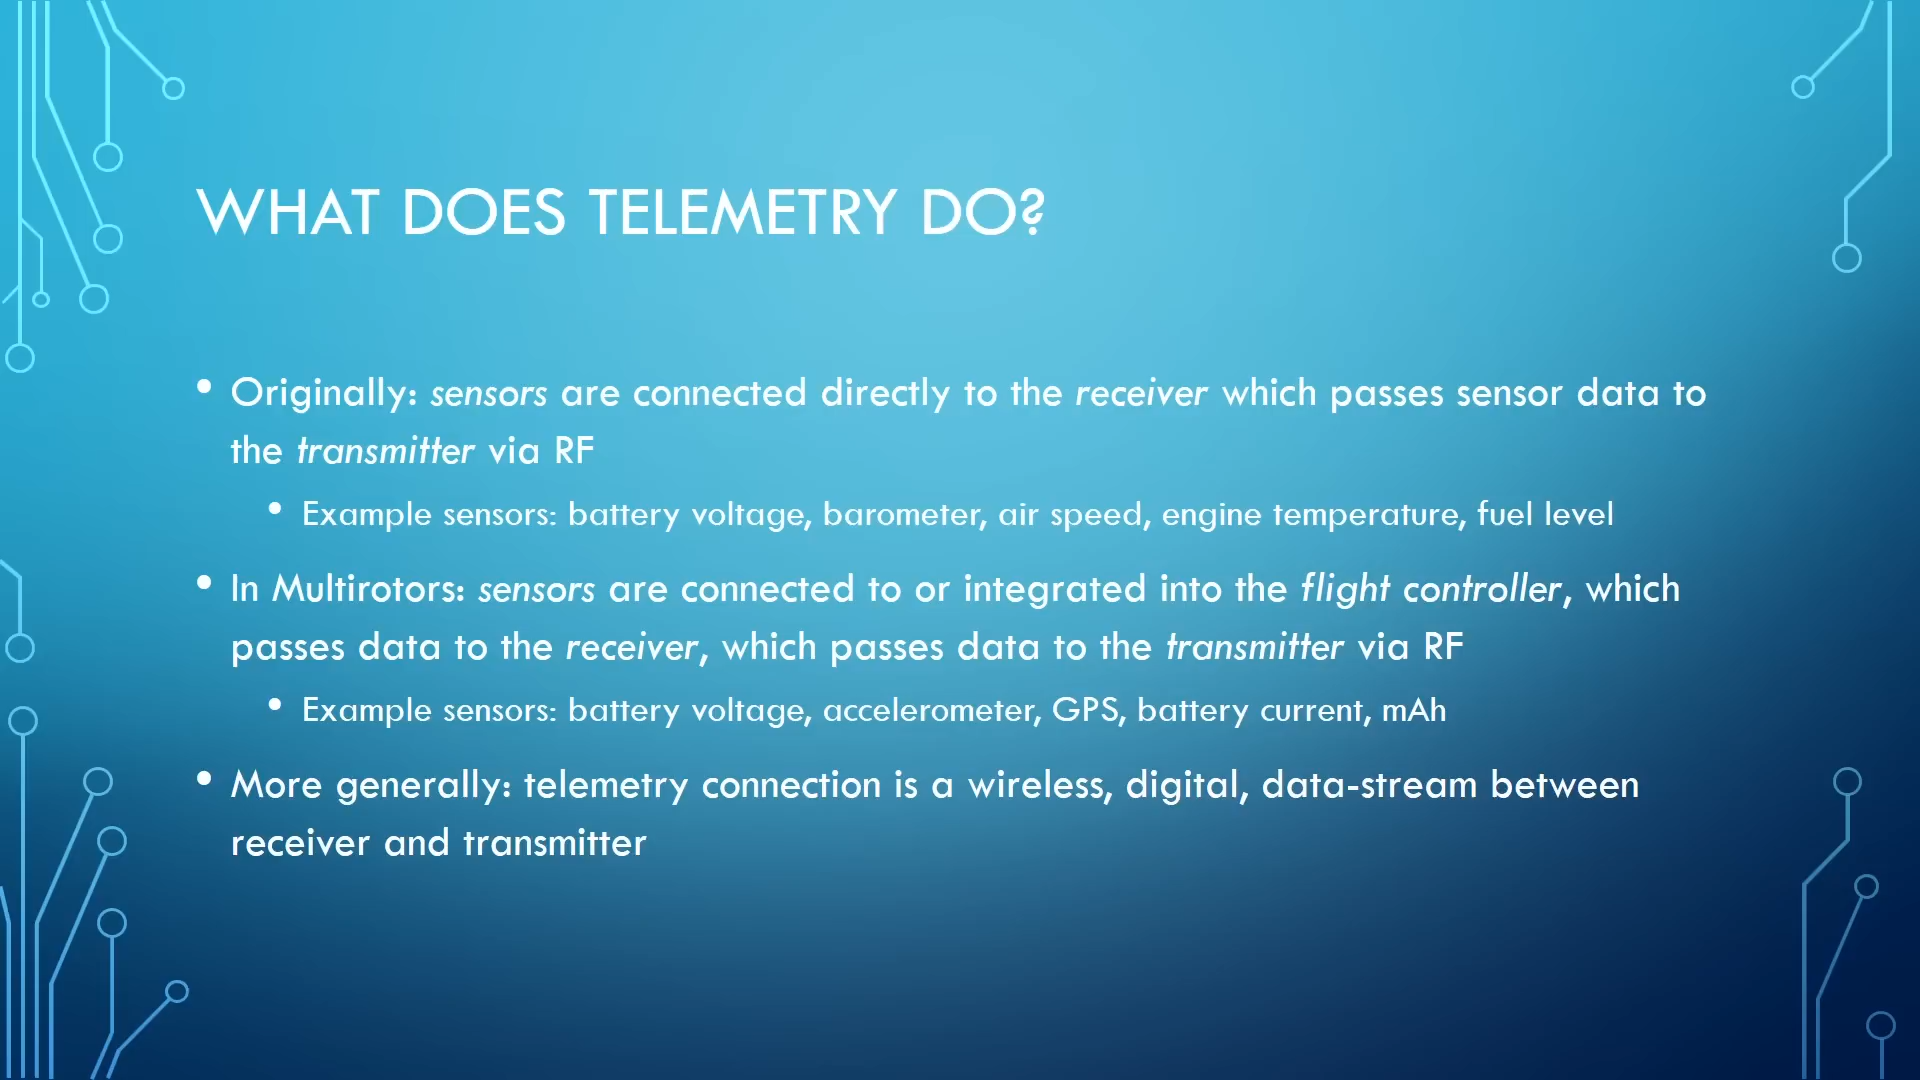 WHAT DOES TELEMETRY DO?
• Originally: sensors are connected directly to the receiver which passes sensor data to
the transmitter via RF
• Example sensors: battery voltage, barometer, air speed, engine temperature, fuel level
• In Multirotors: sensors are connected to or integrated into the flight controller, which
passes data to the receiver, which passes data to the transmitter via RF
• Example sensors: battery voltage, accelerometer, GPS, battery current, mAh
• More generally: telemetry connection is a wireless, digital, data-stream between
receiver and transmitter